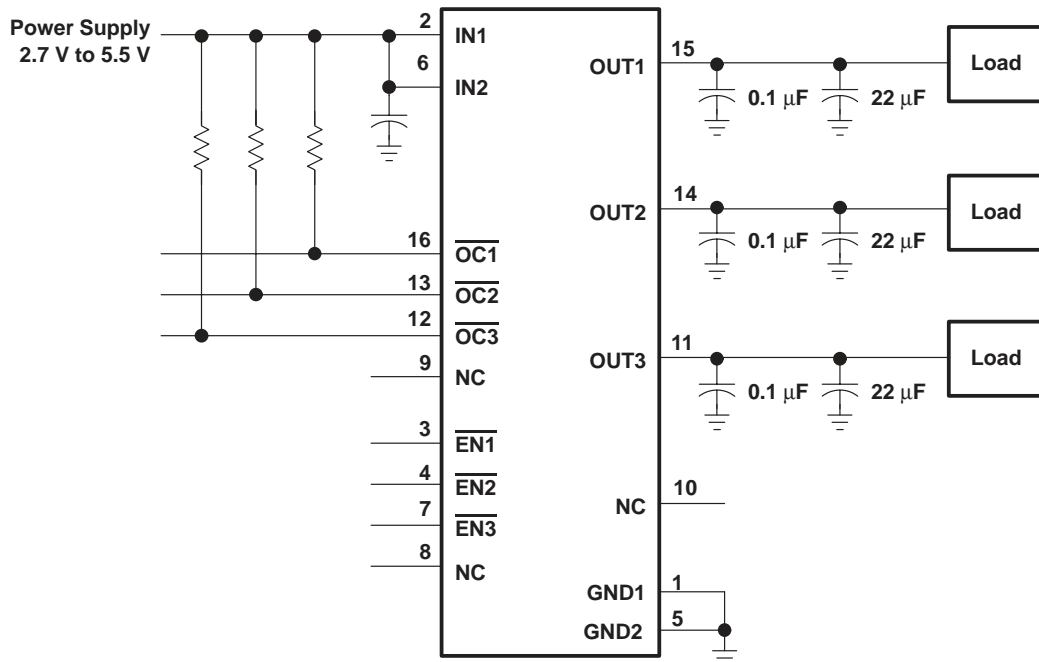 Power Supply
2.7 V to 5.5 V
2
IN1
6
IN2
16
OC1
13
OC2
12
OC3
9
NC
3
EN1
4
EN2
7
EN3
8
NC
OUT1
15
0.1 μF
22 μF
Load
OUT2
14
0.1 μF
22 μF
Load
OUT3
11
0.1 μF
22 μF
Load
NC
10
GND1
1
GND2
5